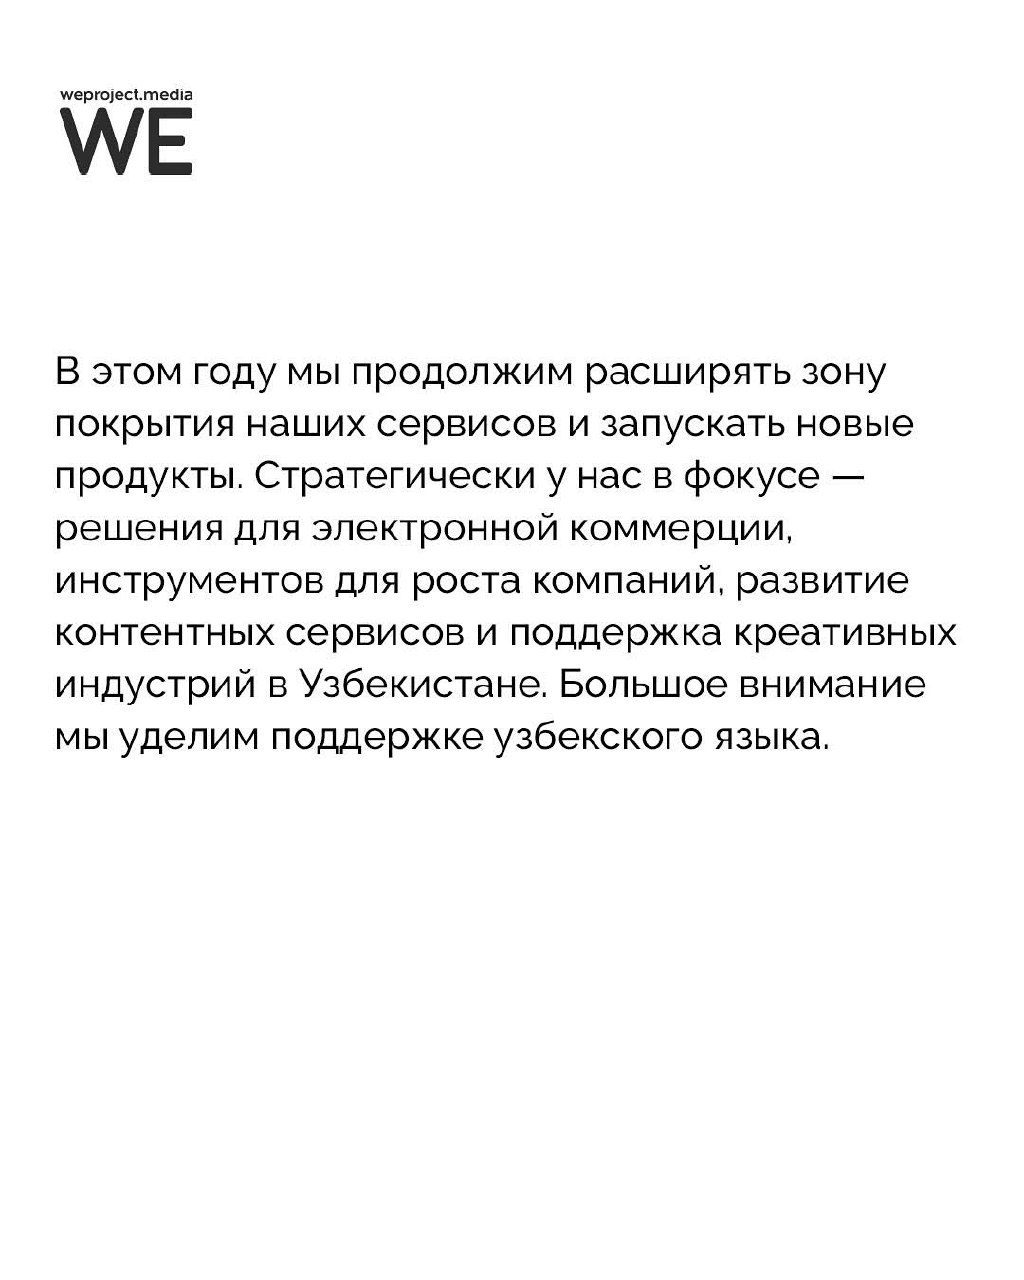 weproject.media
WE
В этом году мы продолжим расширять зону
покрытия наших сервисов и запускать новые
продукты. Стратегически у нас в фокусе —
решения для электронной коммерции,
инструментов для роста компаний, развитие
контентных сервисов и поддержка креативных
индустрий в Узбекистане. Большое внимание
мы уделим поддержке узбекского языка.